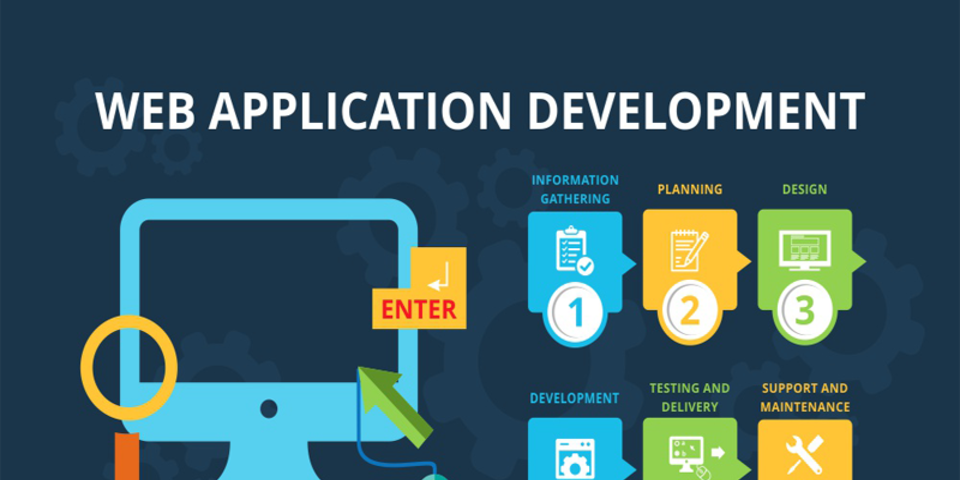 WEB APPLICATION DEVELOPMENT
INFORMATION
GATHERING
PLANNING
DESIGN
ENTER
1
2
3
DEVELOPMENT
TESTING AND
DELIVERY
SUPPORT AND
MAINTENANCE